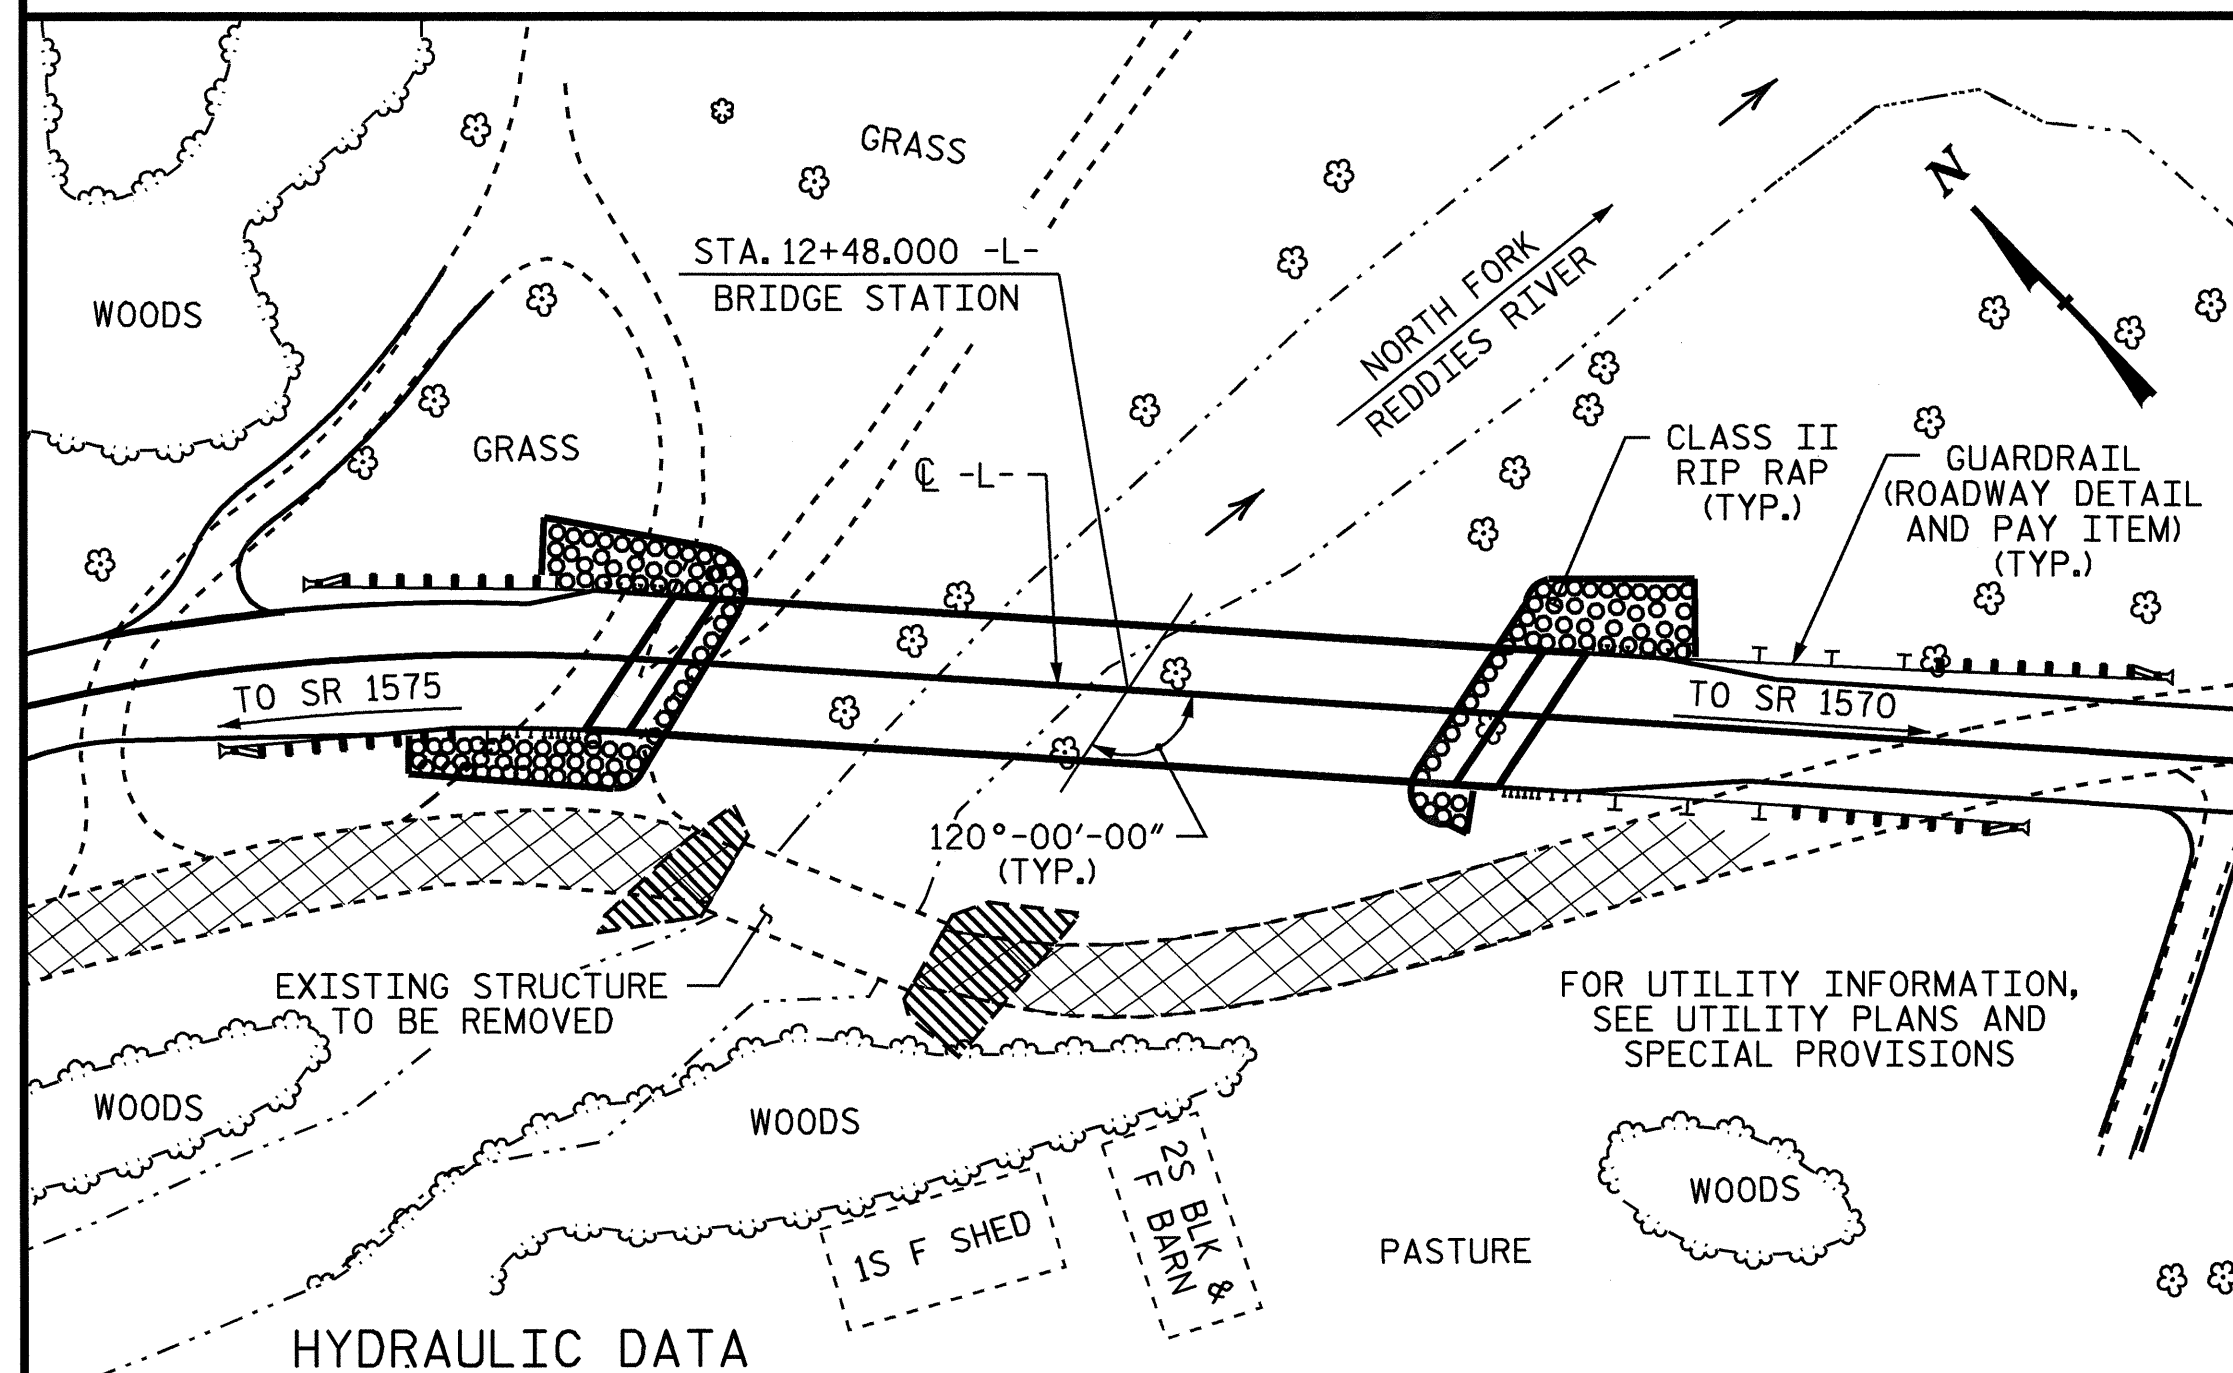 GRASS
N
STA. 12+48.000 -L-
BRIDGE STATION
WOODS
NORTH FORK
REDDIES RIVER
GRASS
℄ -L-
CLASS II
RIP RAP
(TYP.)
GUARDRAIL
(ROADWAY DETAIL
AND PAY ITEM)
(TYP.)
TO SR 1575
TO SR 1570
120°-00'-00"
(TYP.)
EXISTING STRUCTURE
TO BE REMOVED
FOR UTILITY INFORMATION,
SEE UTILITY PLANS AND
SPECIAL PROVISIONS
WOODS
WOODS
WOODS
1S F SHED
2S BLK &
F BARN
PASTURE
HYDRAULIC DATA